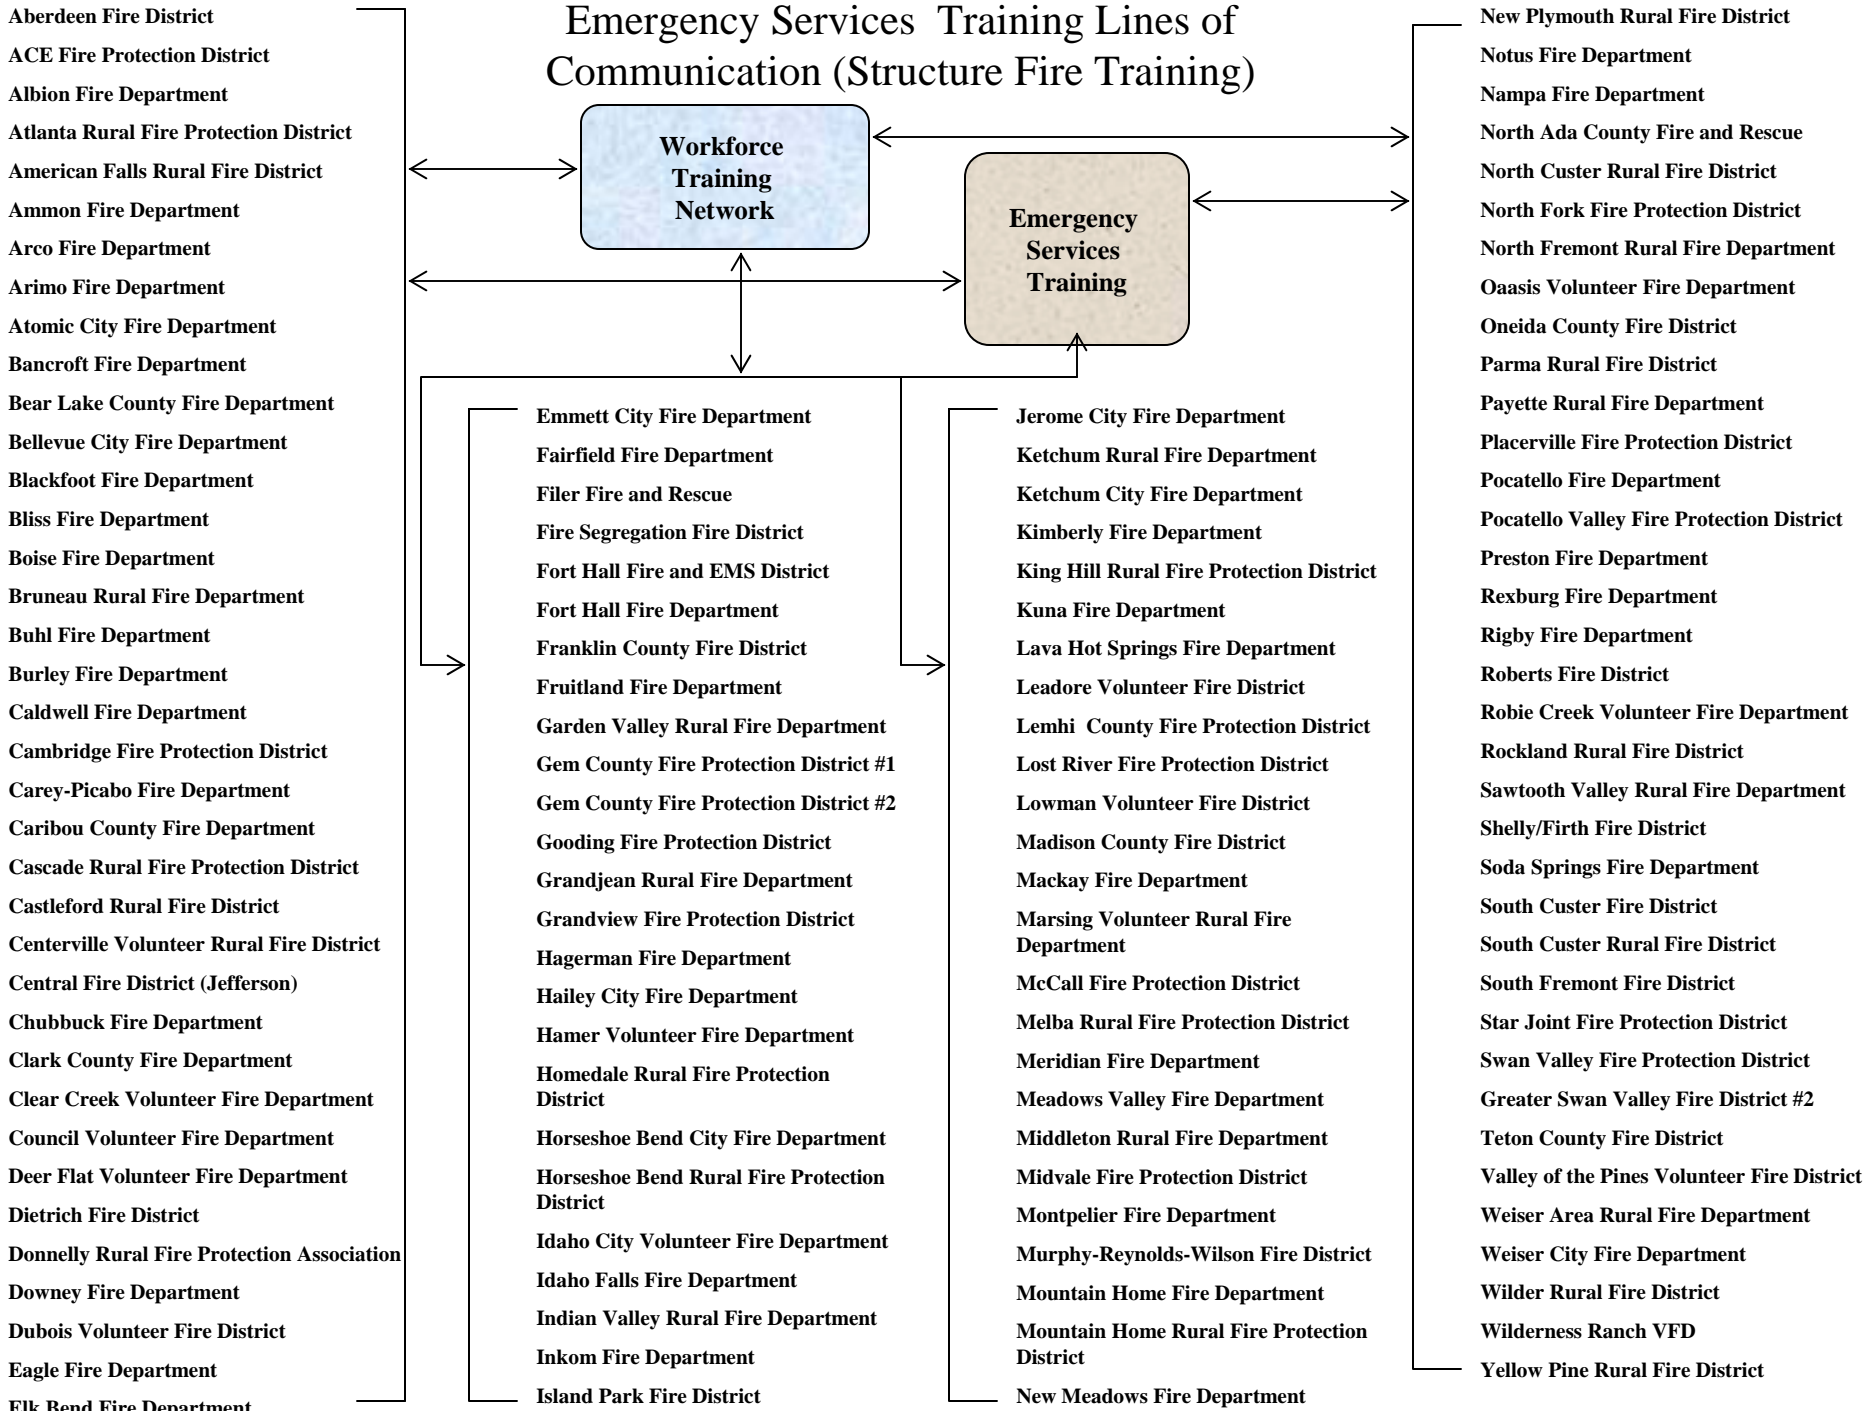 Emergency Services  Training Lines of
Communication (Structure Fire Training)
Workforce
Training
Network
Emergency
Services
Training
Aberdeen Fire District
ACE Fire Protection District
Albion Fire Department
Atlanta Rural Fire Protection District
American Falls Rural Fire District
Ammon Fire Department
Arco Fire Department
Arimo Fire Department
Atomic City Fire Department
Bancroft Fire Department
Bear Lake County Fire Department
Bellevue City Fire Department
Blackfoot Fire Department
Bliss Fire Department
Boise Fire Department
Bruneau Rural Fire Department
Buhl Fire Department
Burley Fire Department
Caldwell Fire Department
Cambridge Fire Protection District
Carey-Picabo Fire Department
Caribou County Fire Department
Cascade Rural Fire Protection District
Castleford Rural Fire District
Centerville Volunteer Rural Fire District
Central Fire District (Jefferson)
Chubbuck Fire Department
Clark County Fire Department
Clear Creek Volunteer Fire Department
Council Volunteer Fire Department
Deer Flat Volunteer Fire Department
Dietrich Fire District
Donnelly Rural Fire Protection Association
Downey Fire Department
Dubois Volunteer Fire District
Eagle Fire Department
Elk Bend Fire Department
Emmett City Fire Department
Fairfield Fire Department
Filer Fire and Rescue
Fire Segregation Fire District
Fort Hall Fire and EMS District
Fort Hall Fire Department
Franklin County Fire District
Fruitland Fire Department
Garden Valley Rural Fire Department
Gem County Fire Protection District #1
Gem County Fire Protection District #2
Gooding Fire Protection District
Grandjean Rural Fire Department
Grandview Fire Protection District
Hagerman Fire Department
Hailey City Fire Department
Hamer Volunteer Fire Department
Homedale Rural Fire Protection
District
Horseshoe Bend City Fire Department
Horseshoe Bend Rural Fire Protection
District
Idaho City Volunteer Fire Department
Idaho Falls Fire Department
Indian Valley Rural Fire Department
Inkom Fire Department
Island Park Fire District
Jerome City Fire Department
Ketchum Rural Fire Department
Ketchum City Fire Department
Kimberly Fire Department
King Hill Rural Fire Protection District
Kuna Fire Department
Lava Hot Springs Fire Department
Leadore Volunteer Fire District
Lemhi  County Fire Protection District
Lost River Fire Protection District
Lowman Volunteer Fire District
Madison County Fire District
Mackay Fire Department
Marsing Volunteer Rural Fire
Department
McCall Fire Protection District
Melba Rural Fire Protection District
Meridian Fire Department
Meadows Valley Fire Department
Middleton Rural Fire Department
Midvale Fire Protection District
Montpelier Fire Department
Murphy-Reynolds-Wilson Fire District
Mountain Home Fire Department
Mountain Home Rural Fire Protection
District
New Meadows Fire Department
New Plymouth Rural Fire District
Notus Fire Department
Nampa Fire Department
North Ada County Fire and Rescue
North Custer Rural Fire District
North Fork Fire Protection District
North Fremont Rural Fire Department
Oaasis Volunteer Fire Department
Oneida County Fire District
Parma Rural Fire District
Payette Rural Fire Department
Placerville Fire Protection District
Pocatello Fire Department
Pocatello Valley Fire Protection District
Preston Fire Department
Rexburg Fire Department
Rigby Fire Department
Roberts Fire District
Robie Creek Volunteer Fire Department
Rockland Rural Fire District
Sawtooth Valley Rural Fire Department
Shelly/Firth Fire District
Soda Springs Fire Department
South Custer Fire District
South Custer Rural Fire District
South Fremont Fire District
Star Joint Fire Protection District
Swan Valley Fire Protection District
Greater Swan Valley Fire District #2
Teton County Fire District
Valley of the Pines Volunteer Fire District
Weiser Area Rural Fire Department
Weiser City Fire Department
Wilder Rural Fire District
Wilderness Ranch VFD
Yellow Pine Rural Fire District